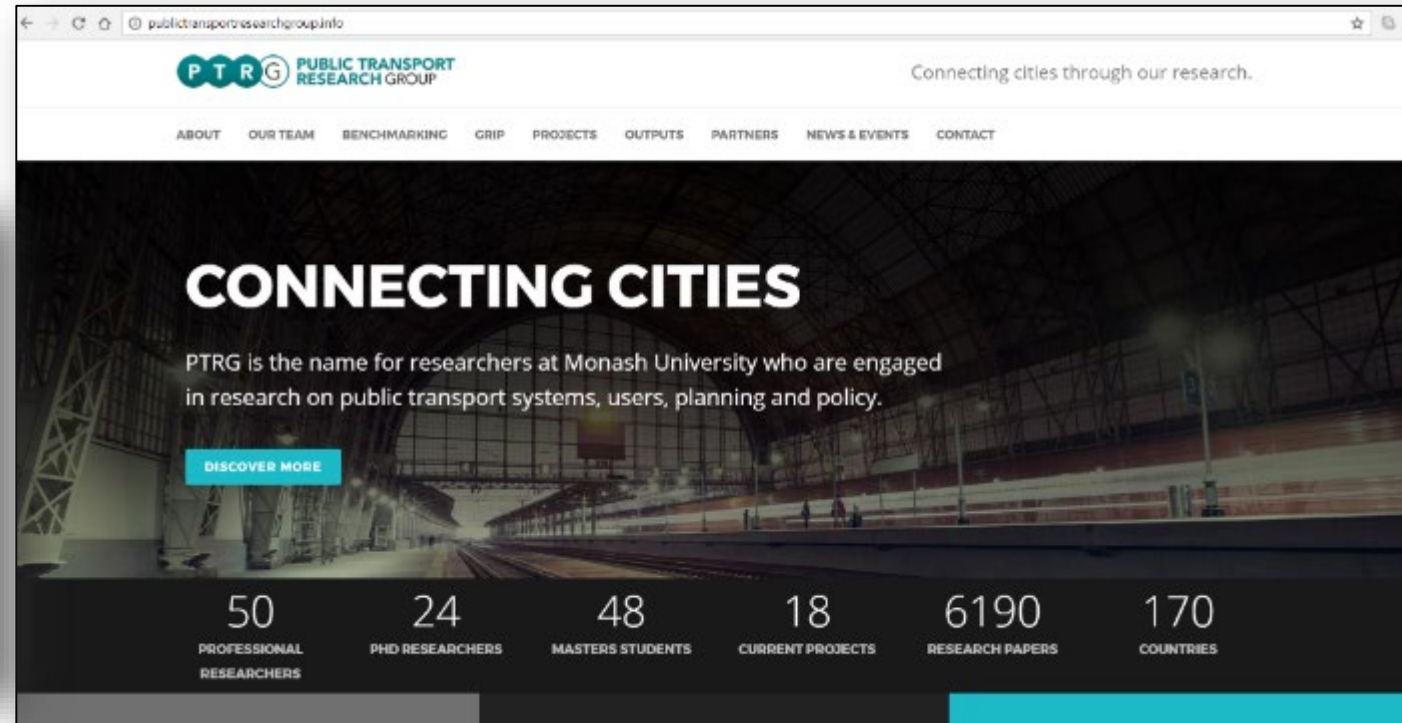 publictransportresearchgroup.info
P T R G PUBLIC TRANSPORT
RESEARCH GROUP
Connecting cities through our research.
ABOUT OUR TEAM BENCHMARKING GRIP PROJECTS OUTPUTS PARTNERS NEWS & EVENTS CONTACT
CONNECTING CITIES
PTRG is the name for researchers at Monash University who are engaged
in research on public transport systems, users, planning and policy.
DISCOVER MORE
50 24 48 18 6190 170
PROFESSIONAL PHD RESEARCHERS MASTERS STUDENTS CURRENT PROJECTS RESEARCH PAPERS COUNTRIES
RESEARCHERS